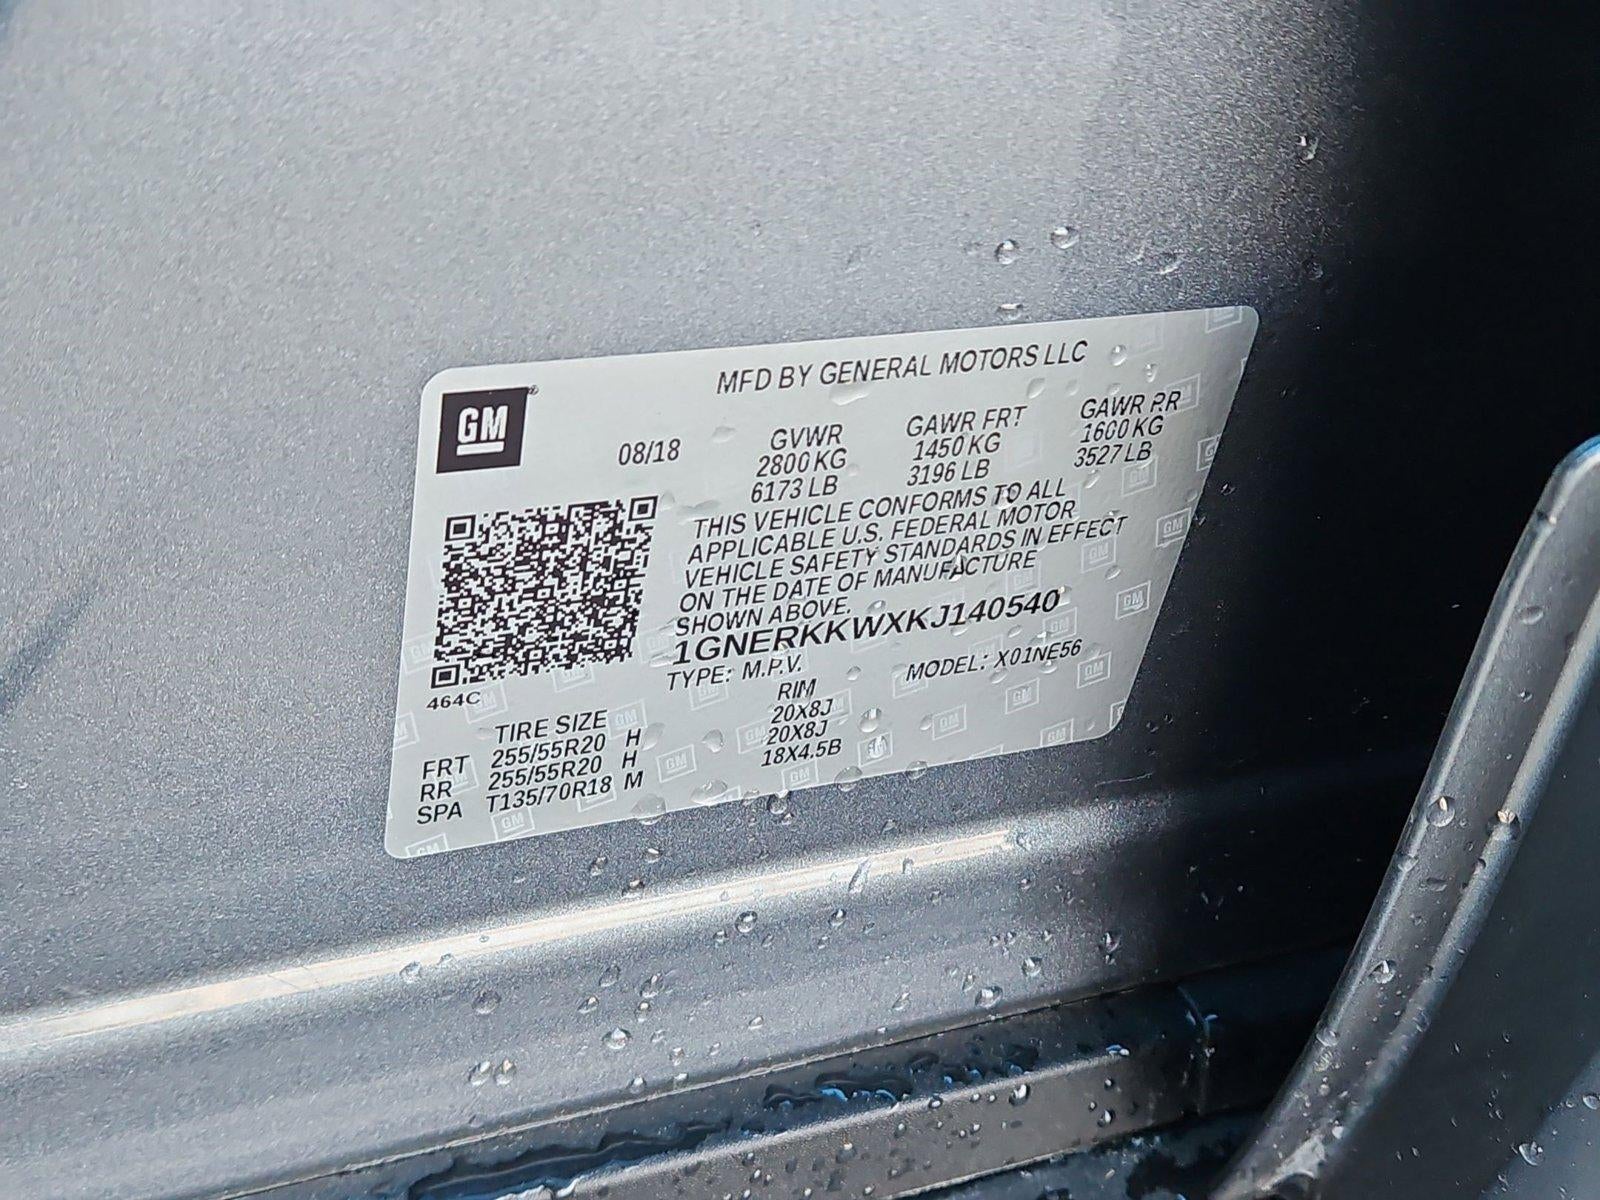 MFD BY GENERAL MOTORS LLC
GM
08/18
GVWR
2800 KG
6173 LB
GAWR FRT
1450 KG
3196 LB
GAWR RR
1600 KG
3527 LB
THIS VEHICLE CONFORMS TO ALL
APPLICABLE U.S. FEDERAL MOTOR
VEHICLE SAFETY STANDARDS IN EFFECT
ON THE DATE OF MANUFACTURE
SHOWN ABOVE.
1GNERKKWXKJ140540
TYPE: M.P.V. MODEL: X01NE56
464C
TIRE SIZE RIM
FRT 255/55R20 H 20X8J
RR 255/55R20 H 20X8J
SPA T135/70R18 M 18X4.5B